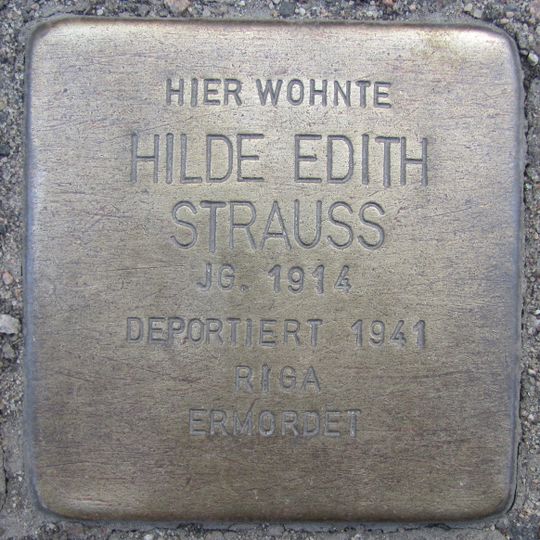 HIER WOHNTE
HILDE EDITH
STRAUSS
JG. 1914
DEPORTIERT 1941
RIGA
ERMORDET